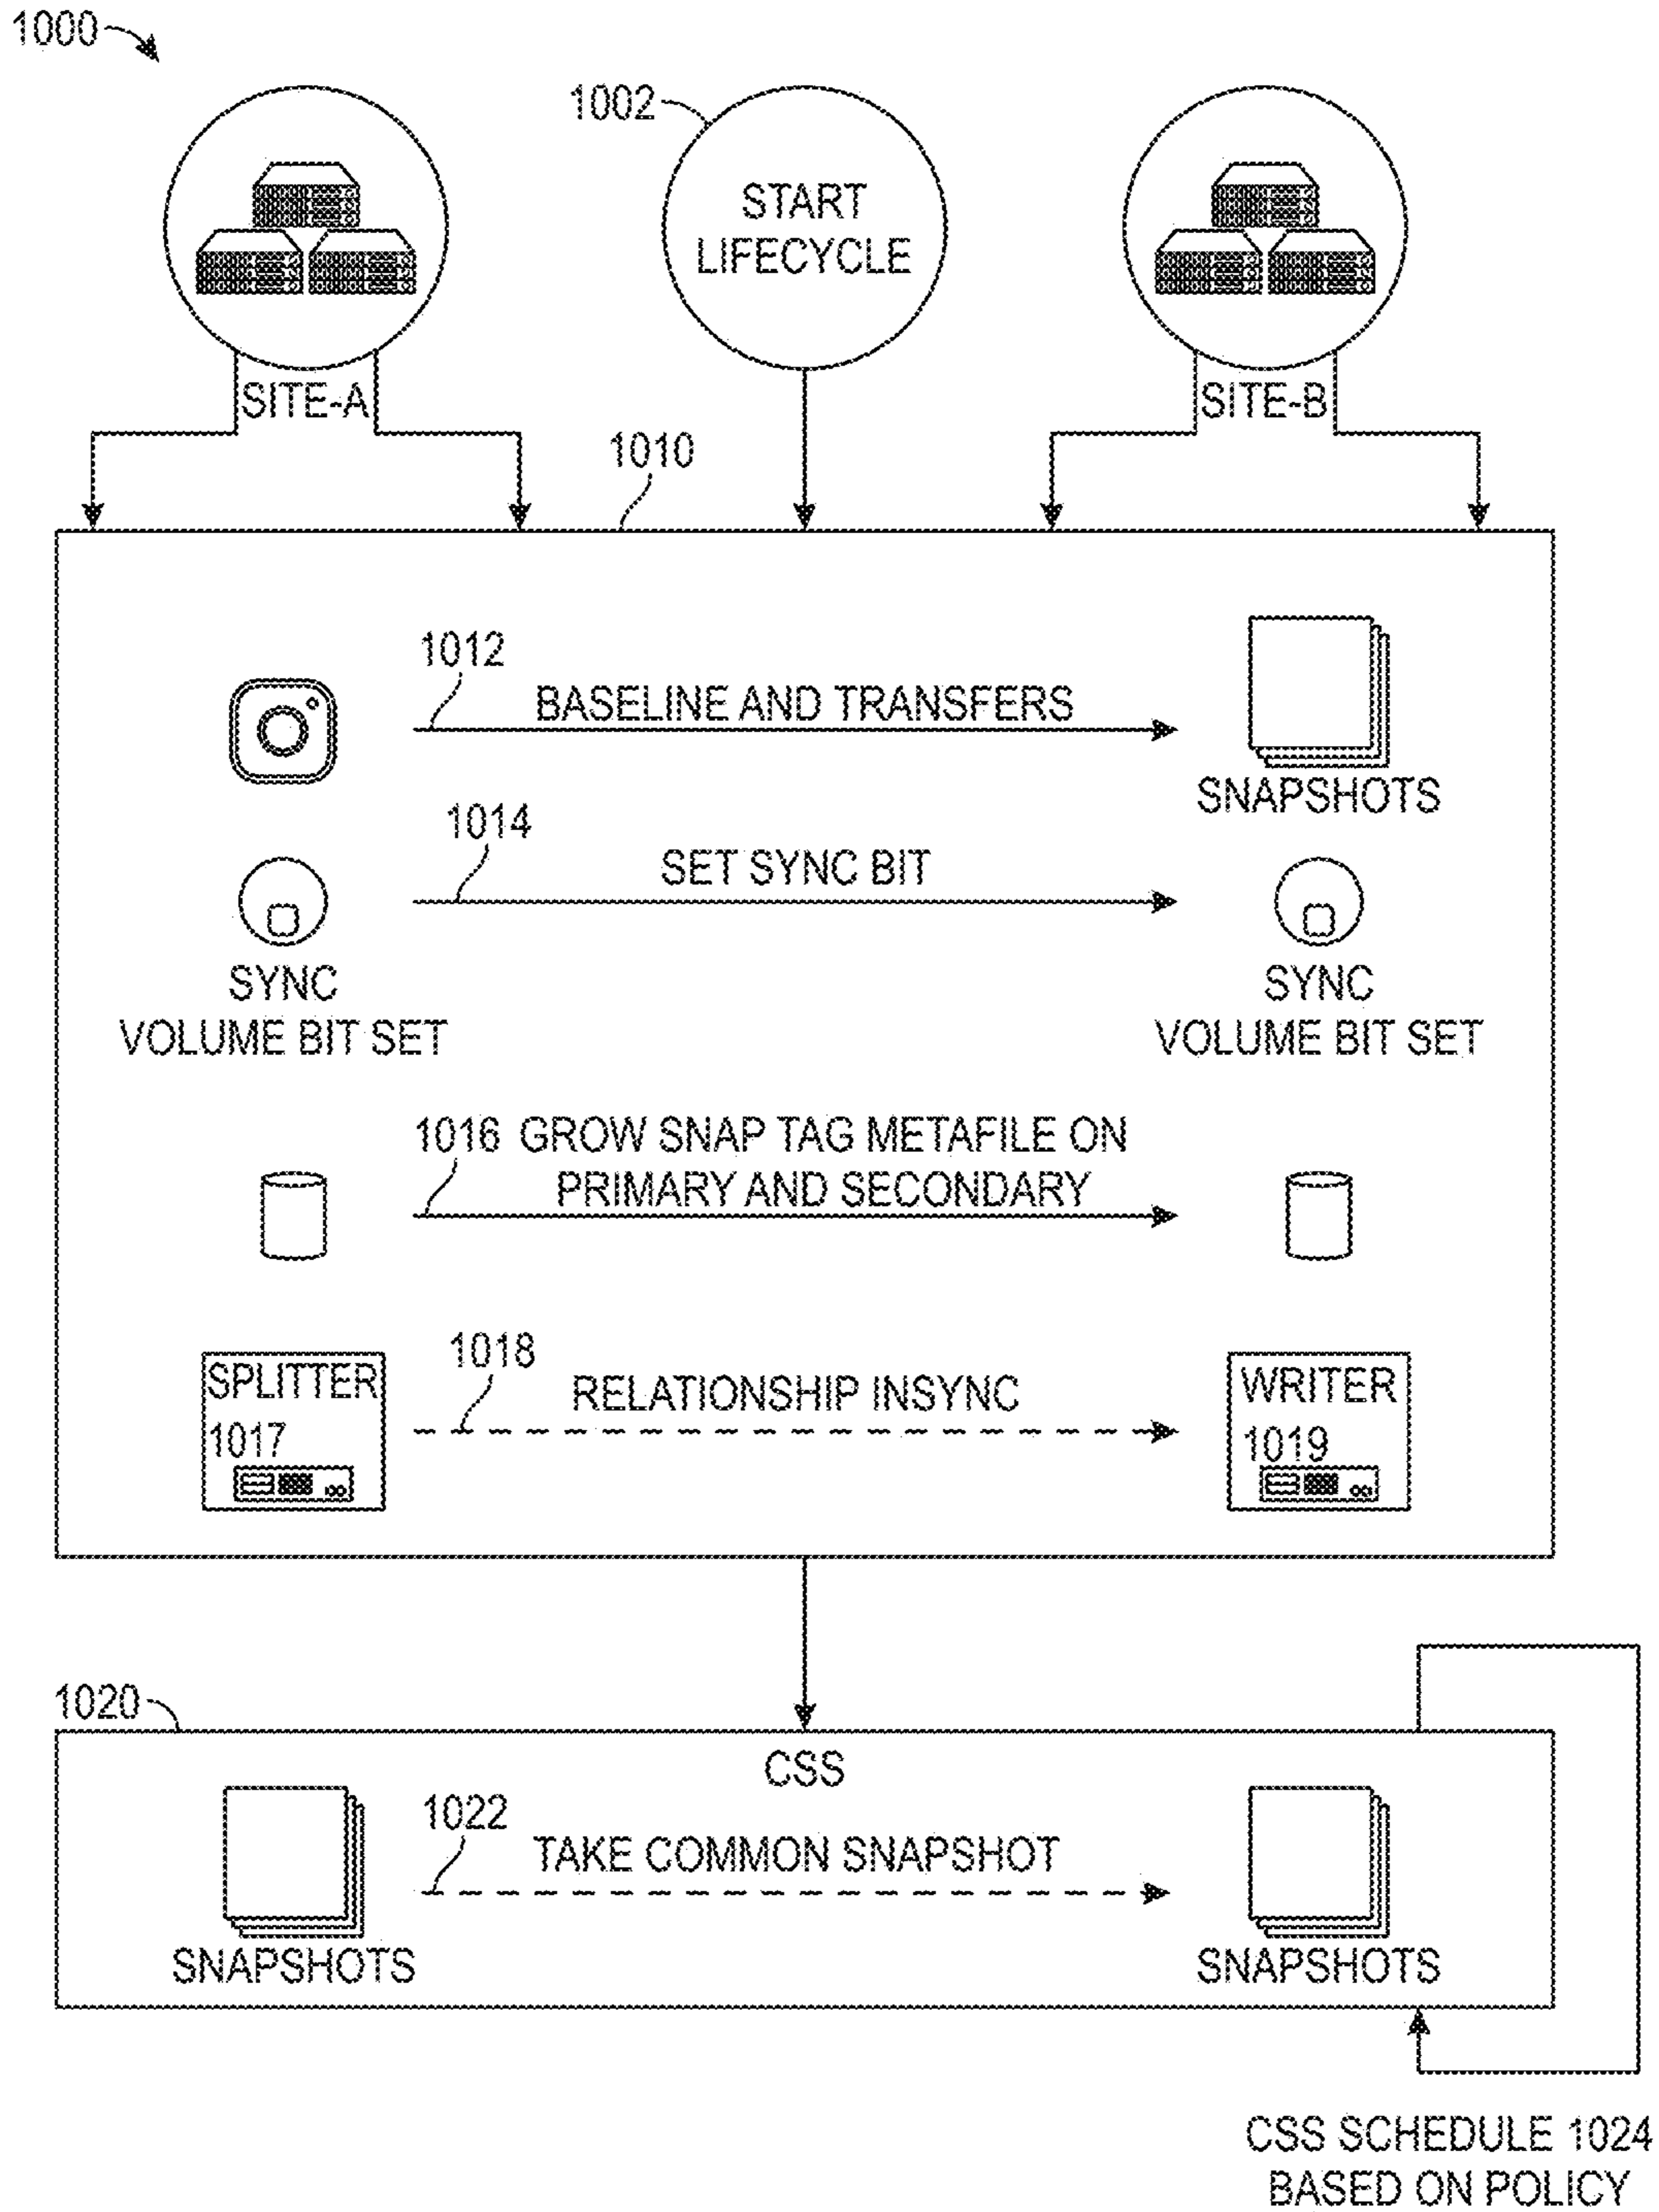 1000
1002
START
LIFECYCLE
SITE-A
SITE-B
1010
1012
BASELINE AND TRANSFERS
SNAPSHOTS
1014
SET SYNC BIT
SYNC
VOLUME BIT SET
SYNC
VOLUME BIT SET
1016 GROW SNAP TAG METAFILE ON
PRIMARY AND SECONDARY
SPLITTER
1017
1018
RELATIONSHIP INSYNC
WRITER
1019
1020
CSS
1022
TAKE COMMON SNAPSHOT
SNAPSHOTS
SNAPSHOTS
CSS SCHEDULE 1024
BASED ON POLICY